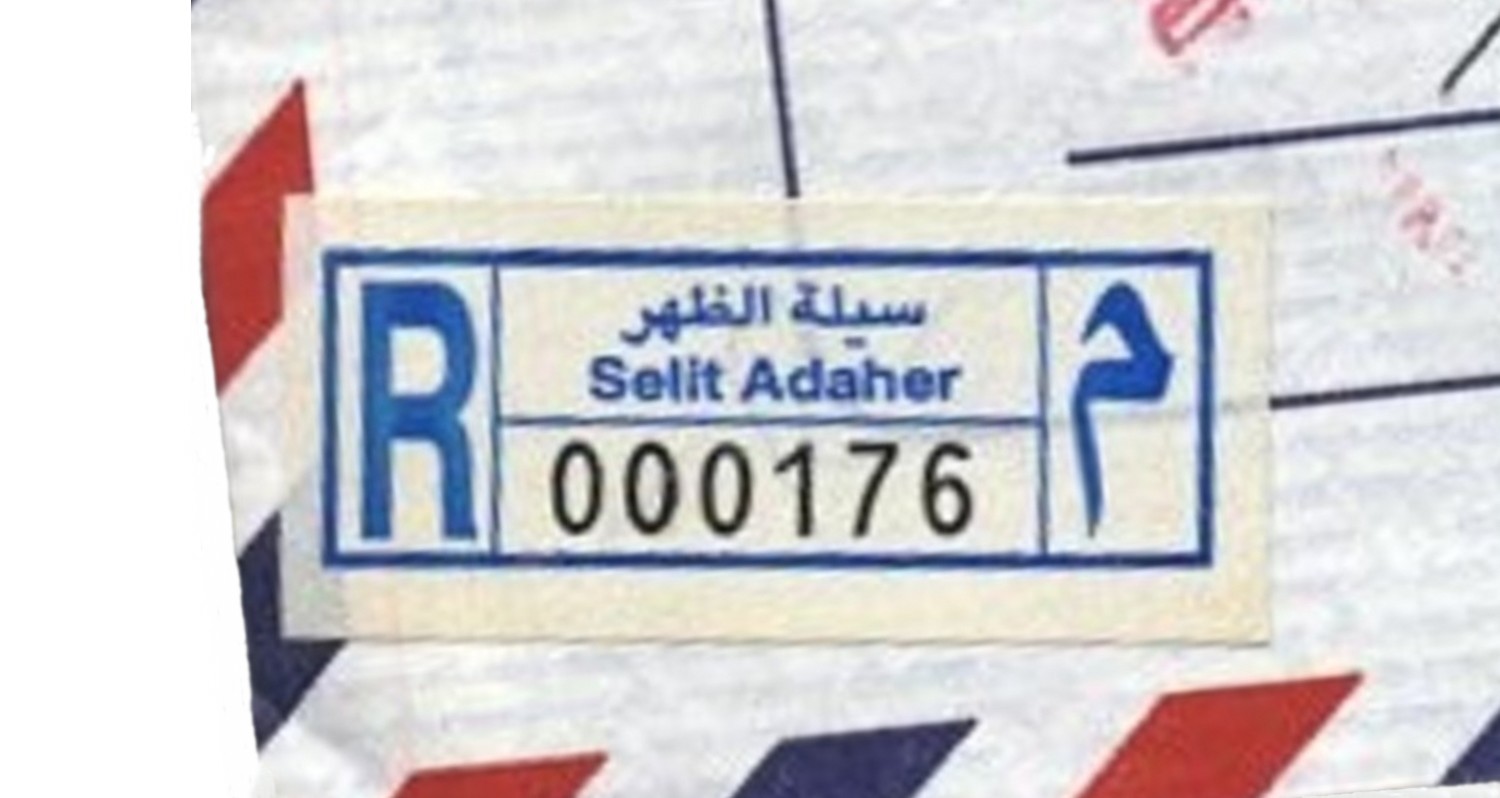 R
سيلة الظهر
م
Selit Adaher
000176